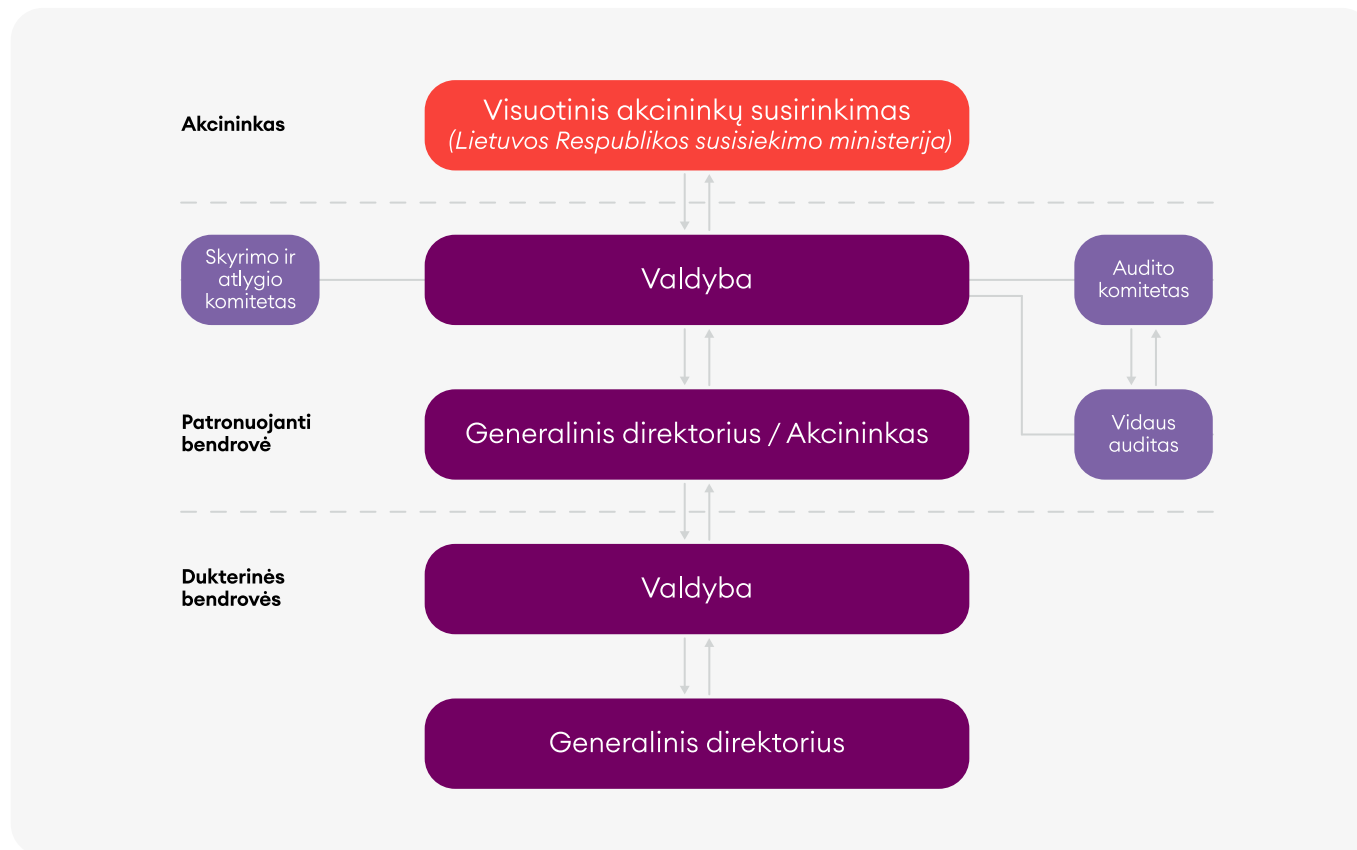 Akcininkas
Visuotinis akcininkų susirinkimas
(Lietuvos Respublikos susisiekimo ministerija)
Skyrimo ir
atlygio
komitetas
Valdyba
Audito
komitetas
Patronuojanti
bendrovė
Generalinis direktorius / Akcininkas
Vidaus
auditas
Dukterinės
bendrovės
Valdyba
Generalinis direktorius